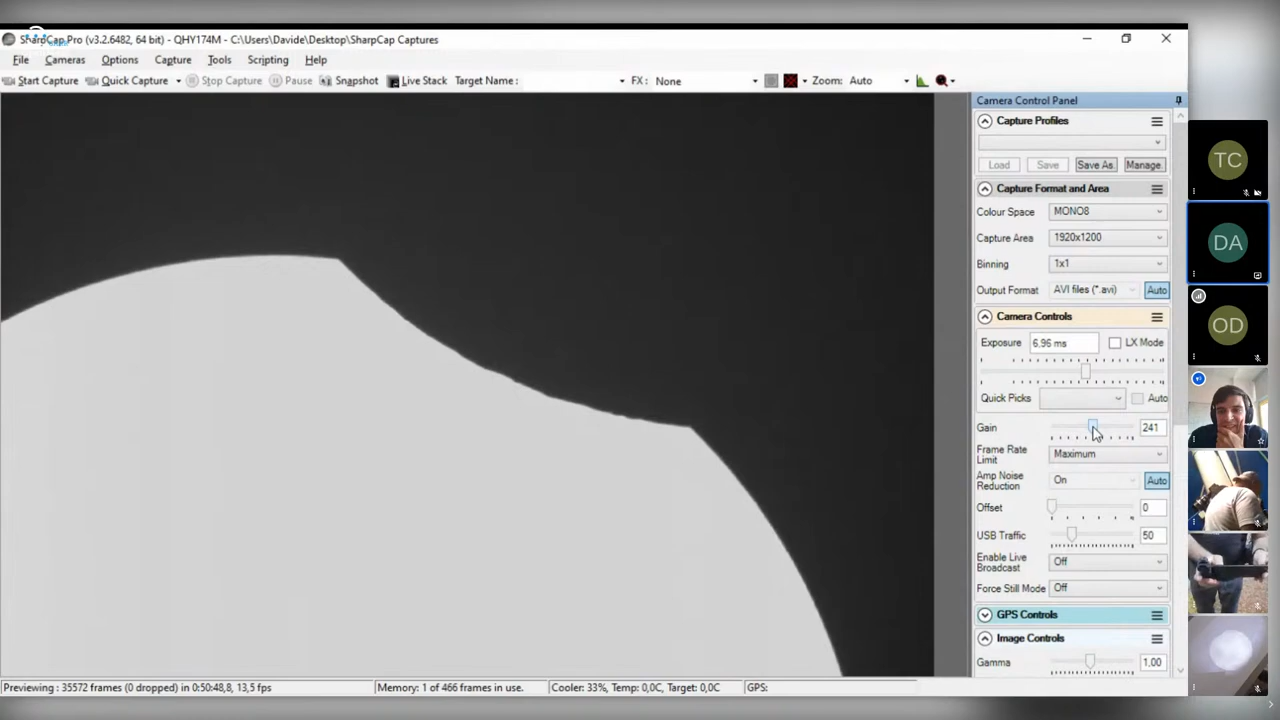 SharpCap Pro (v3.2.6482, 64 bit) - QHY174M - C:\Users\Davide\Desktop\SharpCap Captures
File Cameras Options Capture Tools Scripting Help
Start Capture Quick Capture Stop Capture Pause Snapshot Live Stack Target Name : FX : None Zoom: Auto
Camera Control Panel
Capture Profiles
Load Save Save As. Manage.
Capture Format and Area
Colour Space MONO8
Capture Area 1920x1200
Binning 1x1
Output Format AVI files (*.avi) Auto
Camera Controls
Exposure 6.96 ms LX Mode
Quick Picks Auto
Gain 241
Frame Rate Limit Maximum
Amp Noise Reduction On Auto
Offset 0
USB Traffic 50
Enable Live Broadcast Off
Force Still Mode Off
GPS Controls
Image Controls
Gamma 1.00
Previewing : 35572 frames (0 dropped) in 0:50:48,8, 13,5 fps
Memory: 1 of 466 frames in use.
Cooler: 33%, Temp: 0,0C, Target: 0,0C
GPS:
TC
DA
OD